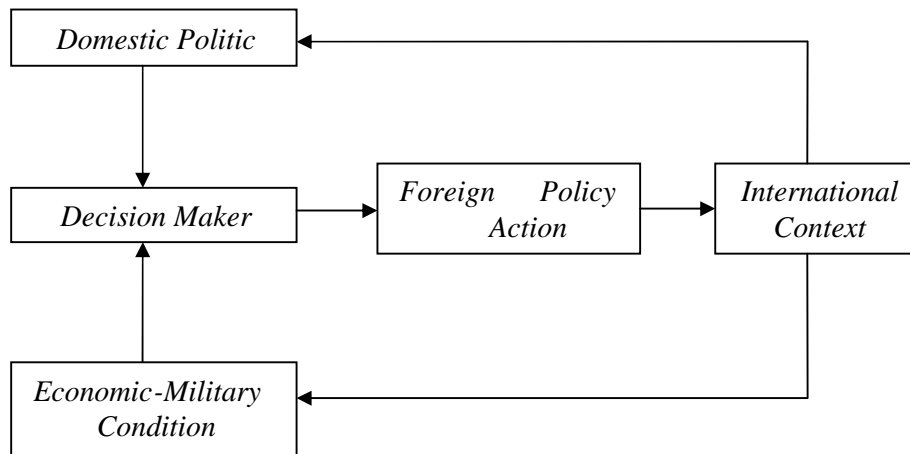 Domestic Politic
Decision Maker
Foreign Policy
Action
International
Context
Economic-Military
Condition